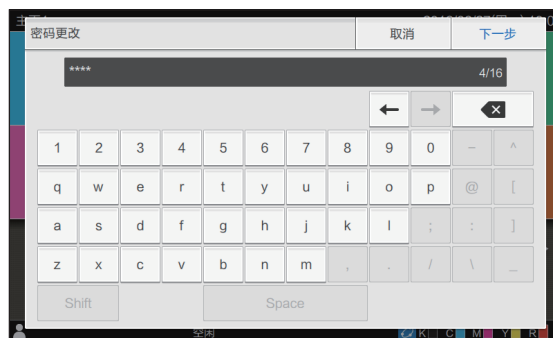 密码更改 取消 下一步
**** 4/16
← →
1 2 3 4 5 6 7 8 9 0 - ^
q w e r t y u i o p @ [
a s d f g h j k l ; : ]
z x c v b n m , . / \ _
Shift Space
空闲 K C M Y R